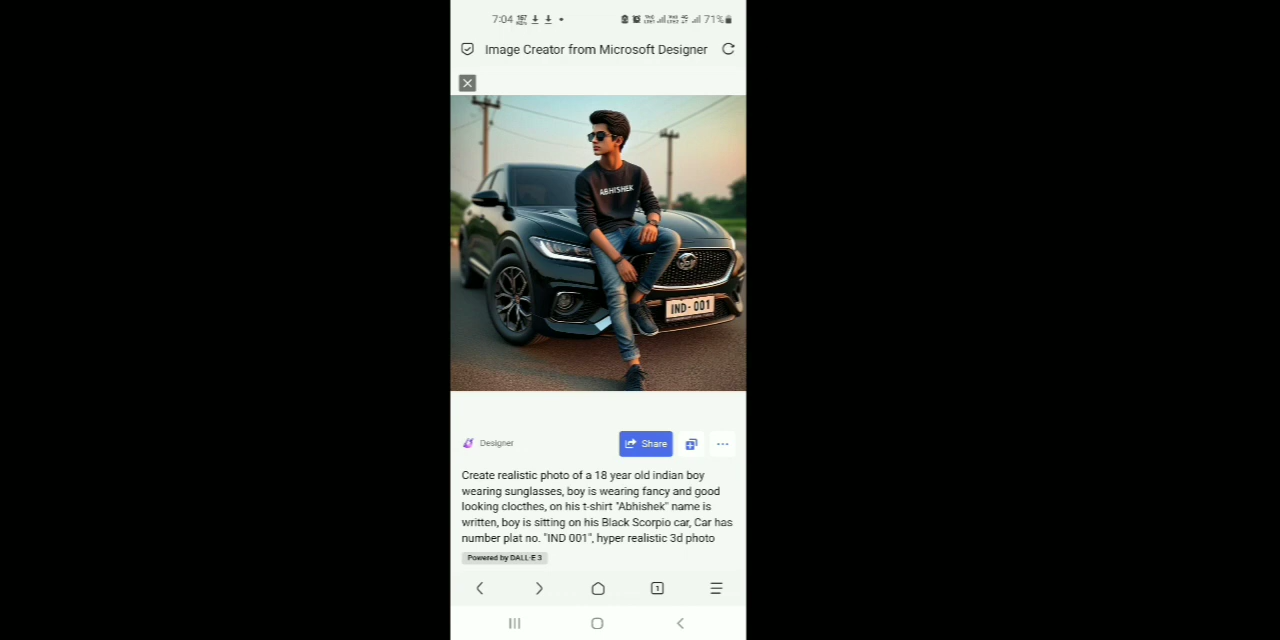 7:04
71%
Image Creator from Microsoft Designer
ABHISHEK
IND-001
Designer
Share
Create realistic photo of a 18 year old indian boy
wearing sunglasses, boy is wearing fancy and good
looking clocthes, on his t-shirt "Abhishek" name is
written, boy is sitting on his Black Scorpio car, Car has
number plat no. "IND 001", hyper realistic 3d photo
Powered by DALL·E 3
1